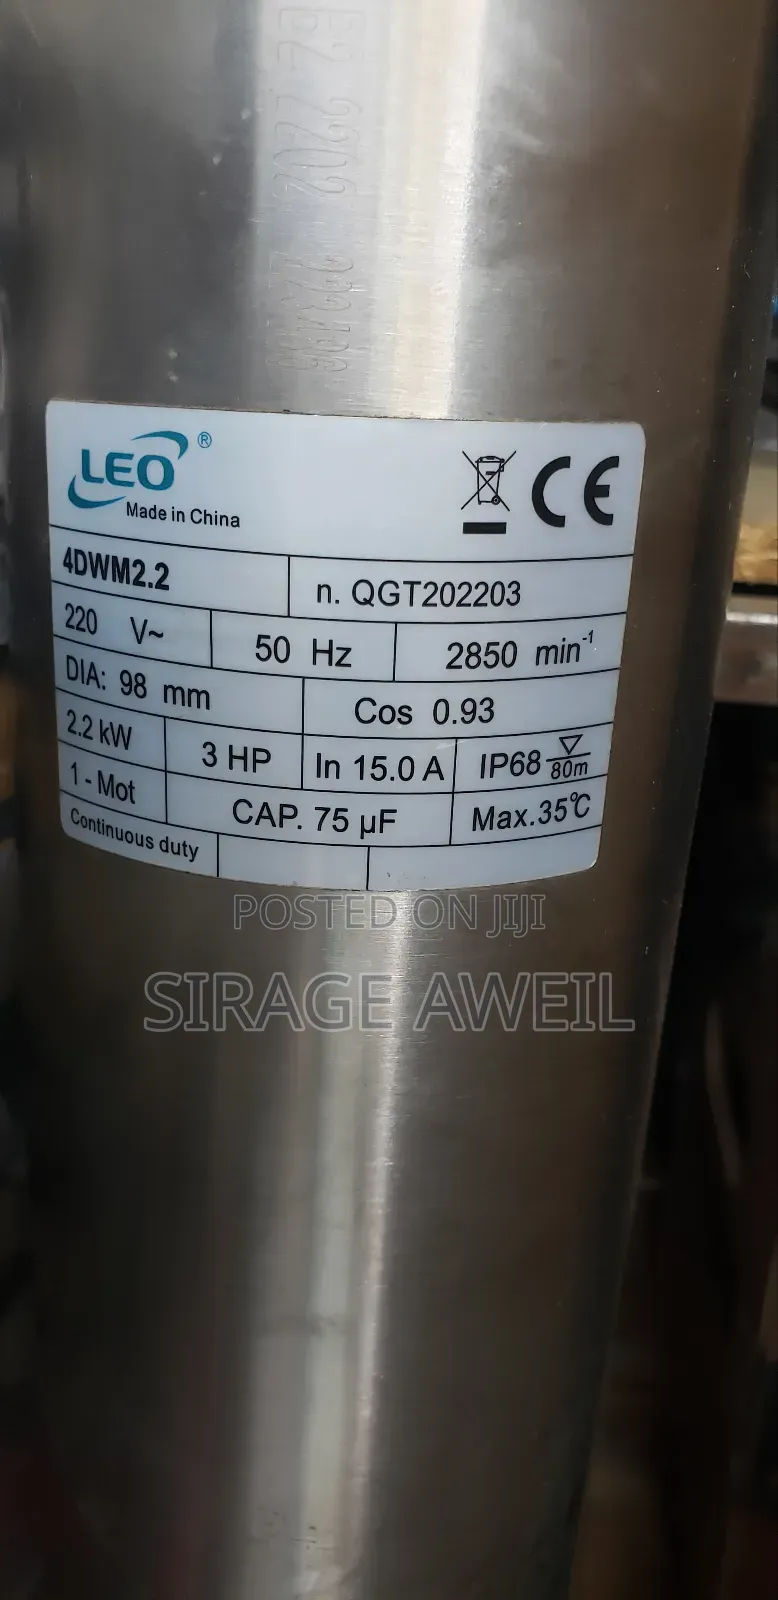 LEO®
Made in China
CE
4DWM2.2 n. QGT202203
220 V~ 50 Hz 2850 min⁻¹
DIA: 98 mm Cos 0.93
2.2 kW 3 HP In 15.0 A IP68 80m
1 - Mot CAP. 75 µF Max.35℃
Continuous duty
POSTED ON JIJI
SIRAGE AWEIL